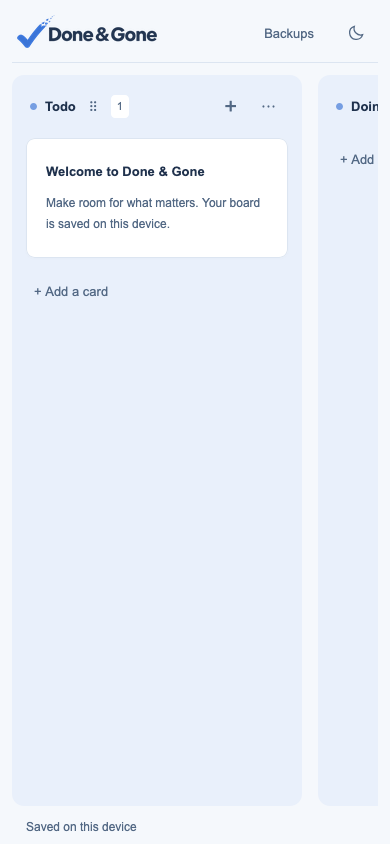 Done & Gone
Backups
Todo
1
+
...
Welcome to Done & Gone
Make room for what matters. Your board
is saved on this device.
+ Add a card
Doin
+ Add
Saved on this device